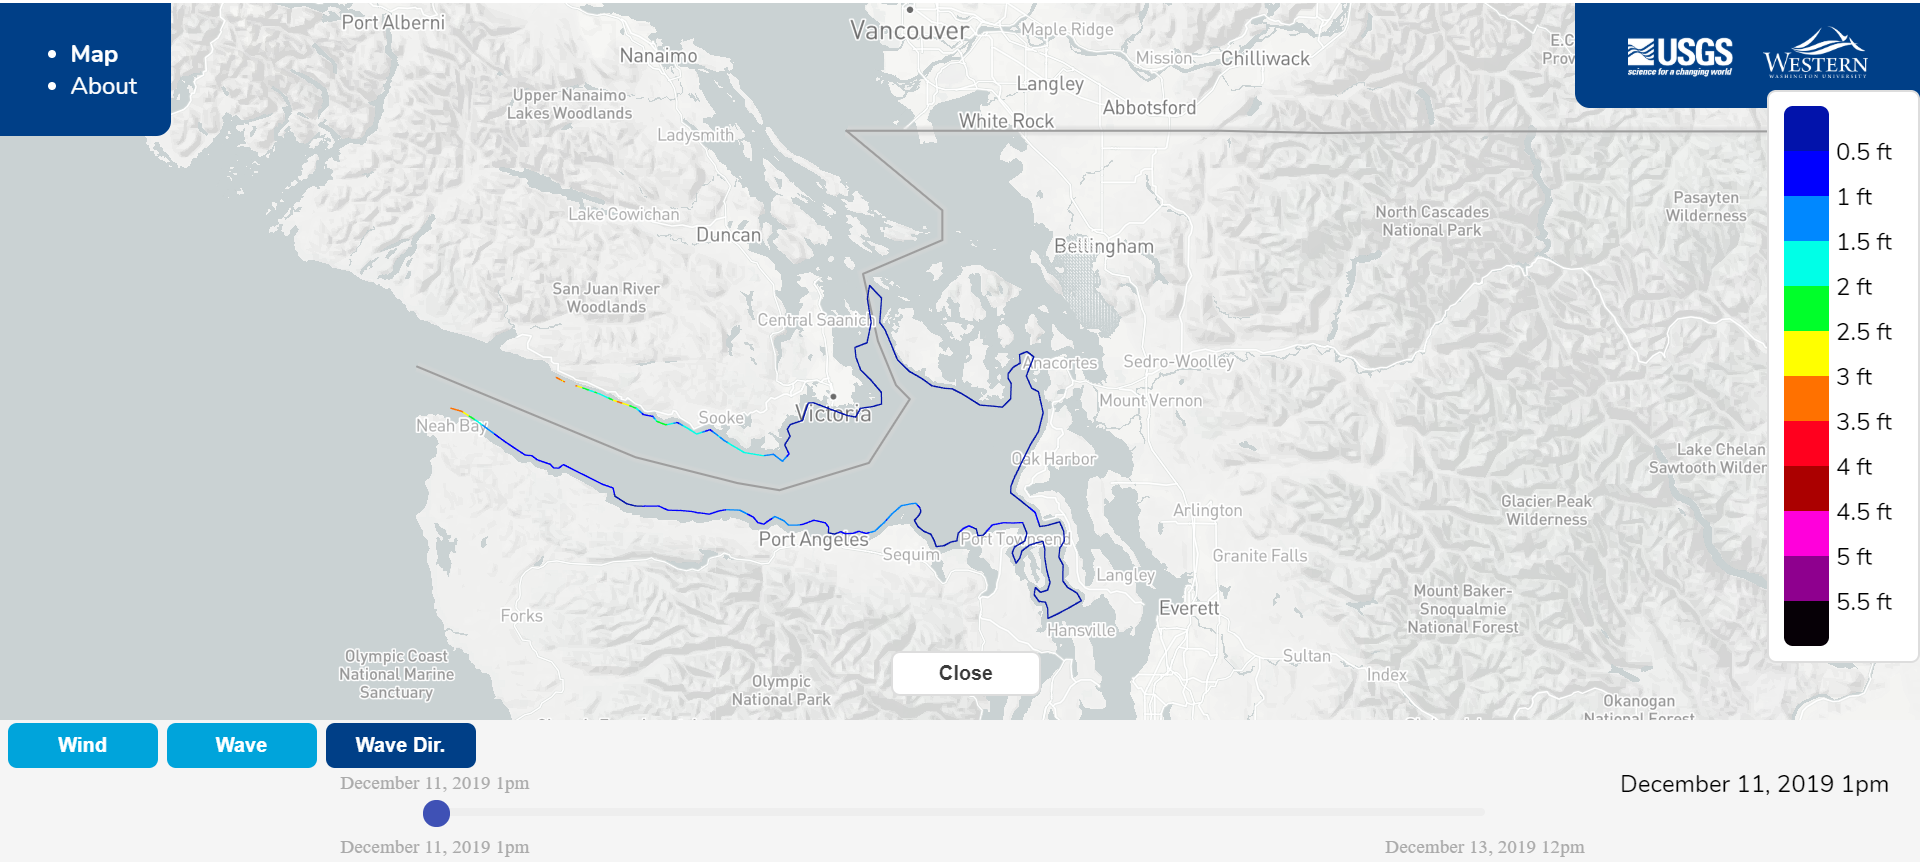 Map
About
Port Alberni
Nanaimo
Vancouver
Maple Ridge
Mission
Chilliwack
Langley
Abbotsford
White Rock
E.C.
Prov
USGS
science for a changing world
WESTERN
WASHINGTON UNIVERSITY
Upper Nanaimo
Lakes Woodlands
Ladysmith
Lake Cowichan
Duncan
San Juan River
Woodlands
Central Saanich
Bellingham
North Cascades
National Park
Pasayten
Wilderness
Anacortes
Sedro-Woolley
Mount Vernon
Neah Bay
Sooke
Victoria
Oak Harbor
Lake Chelan
Sawtooth Wilder
Glacier Peak
Wilderness
Arlington
Port Angeles
Sequim
Port Townsend
Langley
Granite Falls
Forks
Everett
Hansville
Mount Baker-
Snoqualmie
National Forest
Olympic Coast
National Marine
Sanctuary
Olympic
National Park
Sultan
Index
Okanogan
National Forest
0.5 ft
1 ft
1.5 ft
2 ft
2.5 ft
3 ft
3.5 ft
4 ft
4.5 ft
5 ft
5.5 ft
Close
Wind
Wave
Wave Dir.
December 11, 2019 1pm
December 11, 2019 1pm
December 11, 2019 1pm
December 13, 2019 12pm